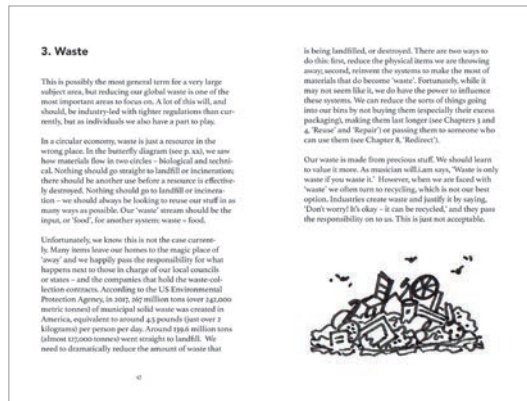 3. Waste
This is possibly the most general term for a very large
subject area, but reducing our global waste is one of the
most important areas to focus on. A lot of this will, and
should, be industry-led with tighter regulations than cur-
rently, but as individuals we also have a part to play.
In a circular economy, waste is just a resource in the
wrong place. In the butterfly diagram (see p. xx), we saw
how materials flow in two circles – biological and techni-
cal. Nothing should go straight to landfill or incineration;
there should be another use before a resource is effective-
ly destroyed. Nothing should go to landfill or incinera-
tion – we should always be looking to reuse our stuff in as
many ways as possible. Our 'waste' stream should be the
input, or 'food', for another system: waste = food.
Unfortunately, we know this is not the case current-
ly. Many items leave our homes to the magic place of
'away' and we happily pass the responsibility for what
happens next to those in charge of our local councils
or states – and the companies that hold the waste-col-
lection contracts. According to the US Environmental
Protection Agency, in 2017, 267 million tons (over 242,000
metric tonnes) of municipal solid waste was created in
America, equivalent to around 4.5 pounds (just over 2
kilograms) per person per day. Around 139.6 million tons
(almost 127,000 tonnes) went straight to landfill. We
need to dramatically reduce the amount of waste that
47
is being landfilled, or destroyed. There are two ways to
do this: first, reduce the physical items we are throwing
away; second, reinvent the systems to make the most of
materials that do become 'waste'. Fortunately, while it
may not seem like it, we do have the power to influence
these systems. We can reduce the sorts of things going
into our bins by not buying them (especially their excess
packaging), making them last longer (see Chapters 3 and
4, 'Reuse' and 'Repair') or passing them to someone who
can use them (see Chapter 8, 'Redirect').
Our waste is made from precious stuff. We should learn
to value it more. As musician will.i.am says, 'Waste is only
waste if you waste it.' However, when we are faced with
'waste' we often turn to recycling, which is not our best
option. Industries create waste and justify it by saying,
'Don't worry! It's okay – it can be recycled,' and they pass
the responsibility on to us. This is just not acceptable.